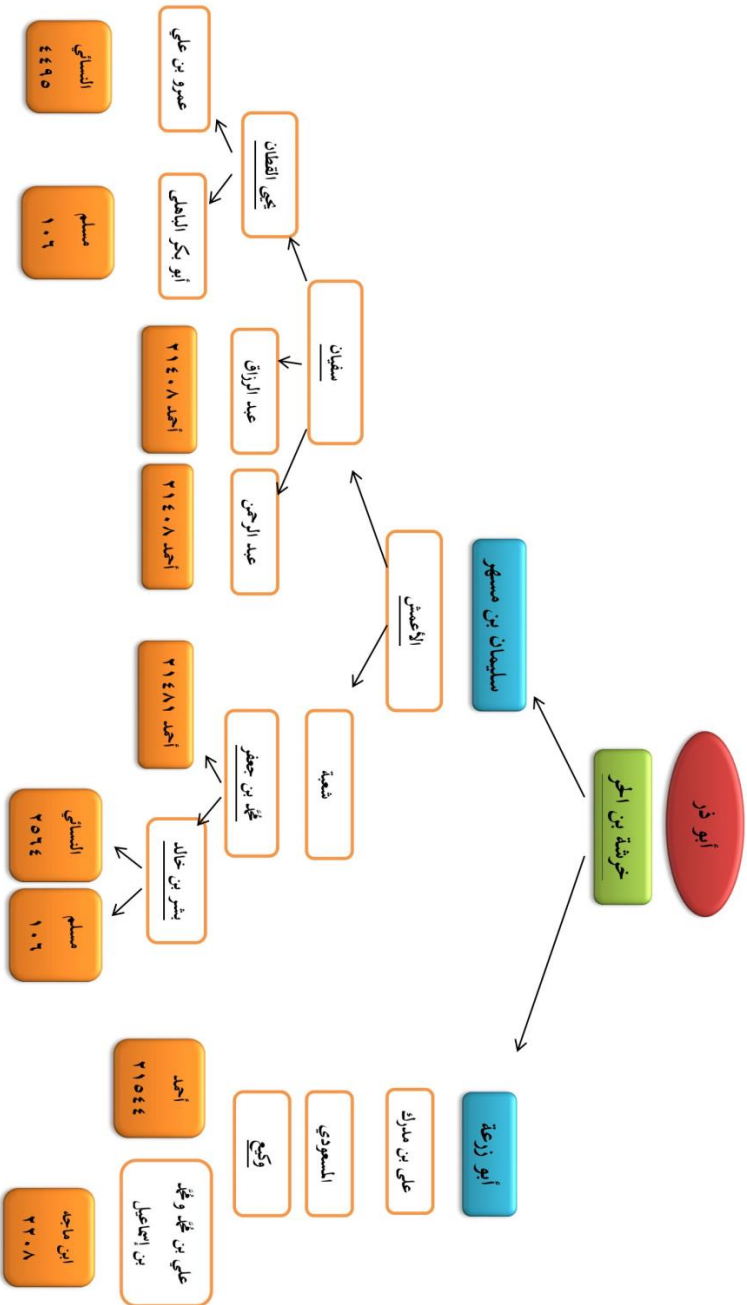 أبو ذر
خرشة بن الحر
سليمان بن مسهر
أبو زرعة
الأعمش
علي بن مدرك
سفيان
شعبة
المسعودي
يحيى القطان
عبد الرزاق
عبد الرحمن
محمد بن جعفر
وكيع
عمرو بن علي
أبو بكر الباهلي
أحمد ٢١٤٠٨
أحمد ٢١٤٠٨
أحمد ٢١٤٨١
بشر بن خالد
أحمد
٢١٥٤٤
علي بن محمد و محمد
بن إسماعيل
النسائي
٤٤٩٥
مسلم
١٠٦
النسائي
٢٥٦٤
مسلم
١٠٦
ابن ماجه
٢٢٠٨